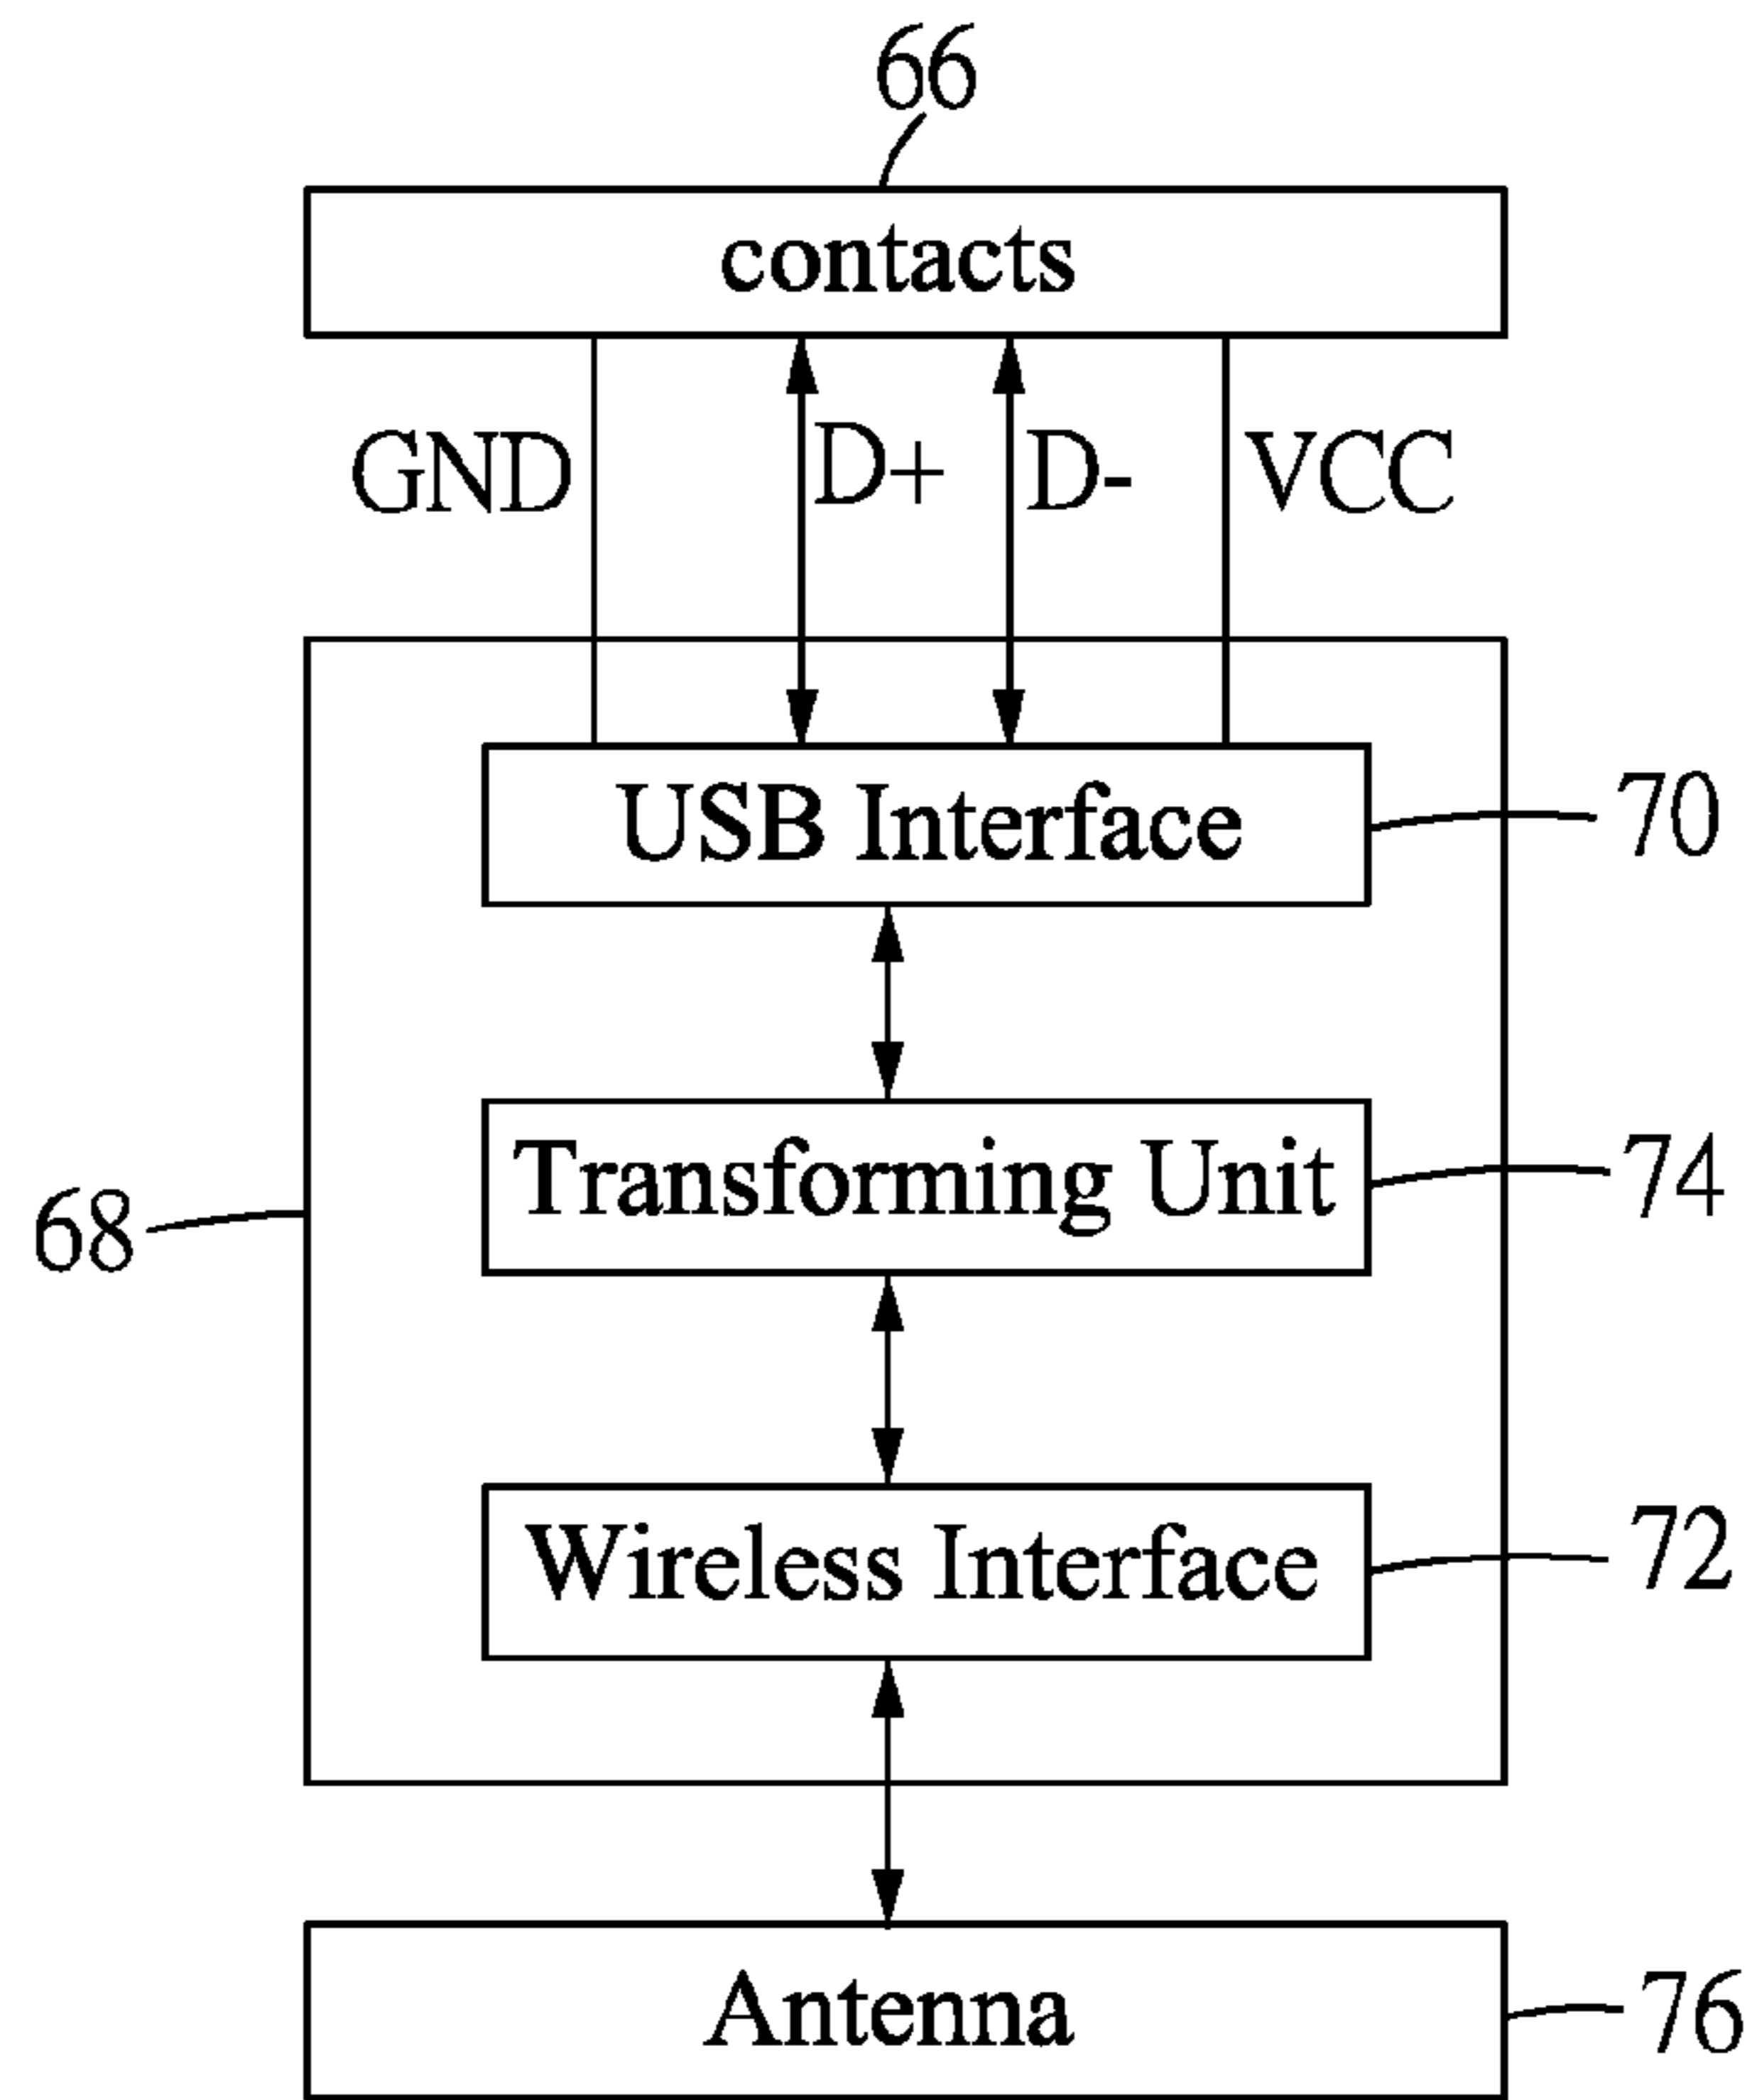 66
contacts
GND D+ D- VCC
USB Interface 70
Transforming Unit 74
68
Wireless Interface 72
Antenna 76